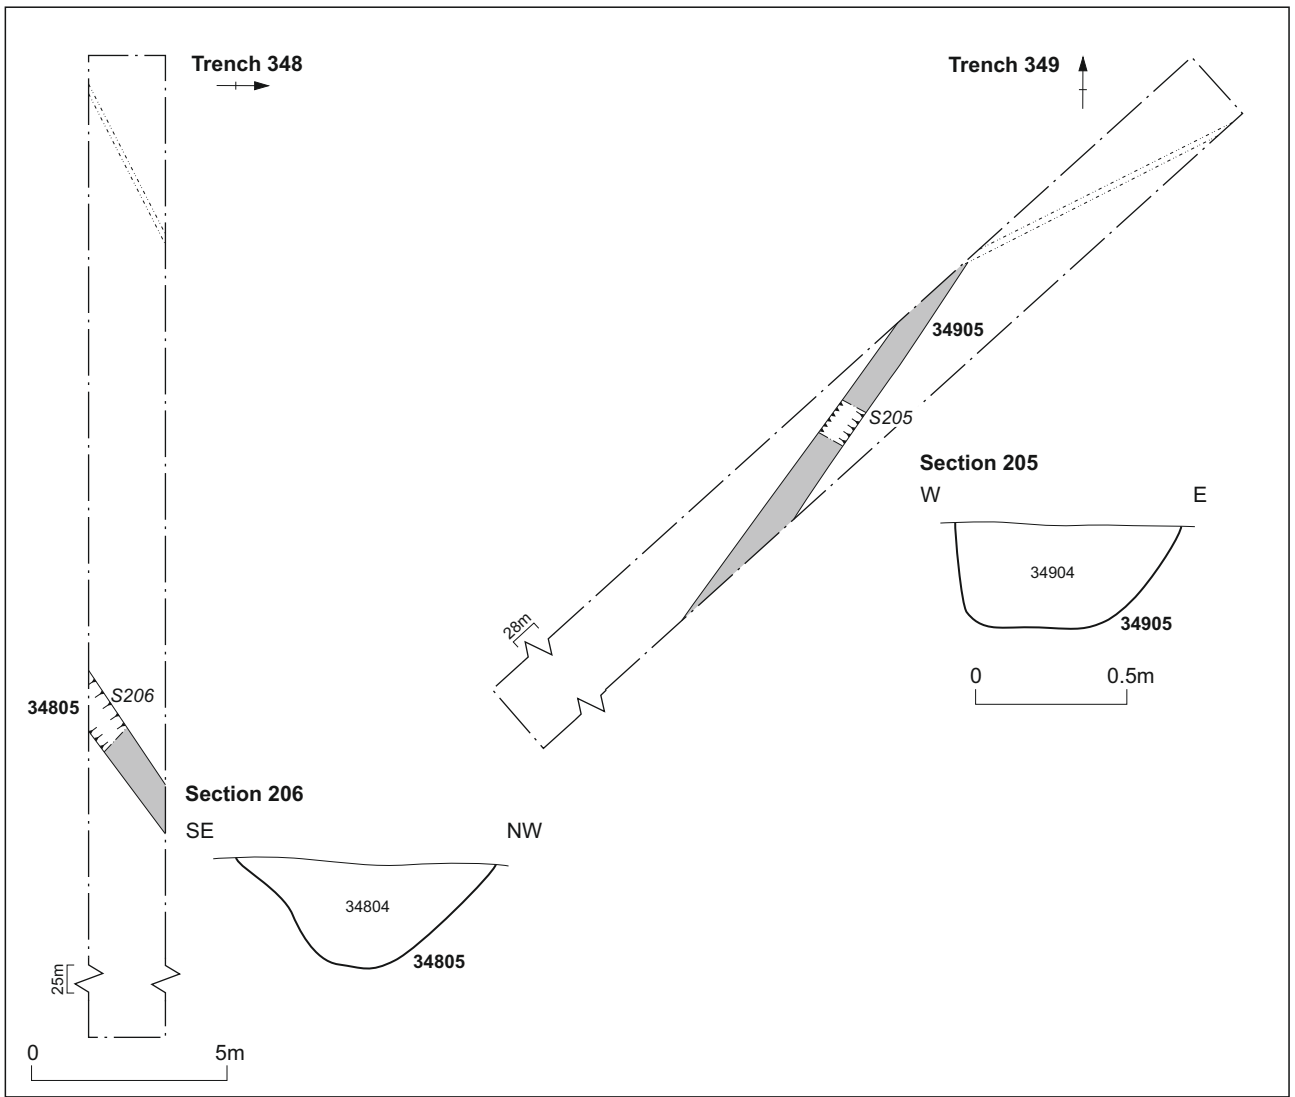 Trench 348
Trench 349
34905
S205
Section 205
W E
34904
34905
0 0.5m
28m
S206
34805
Section 206
SE NW
34804
34805
25m
0 5m